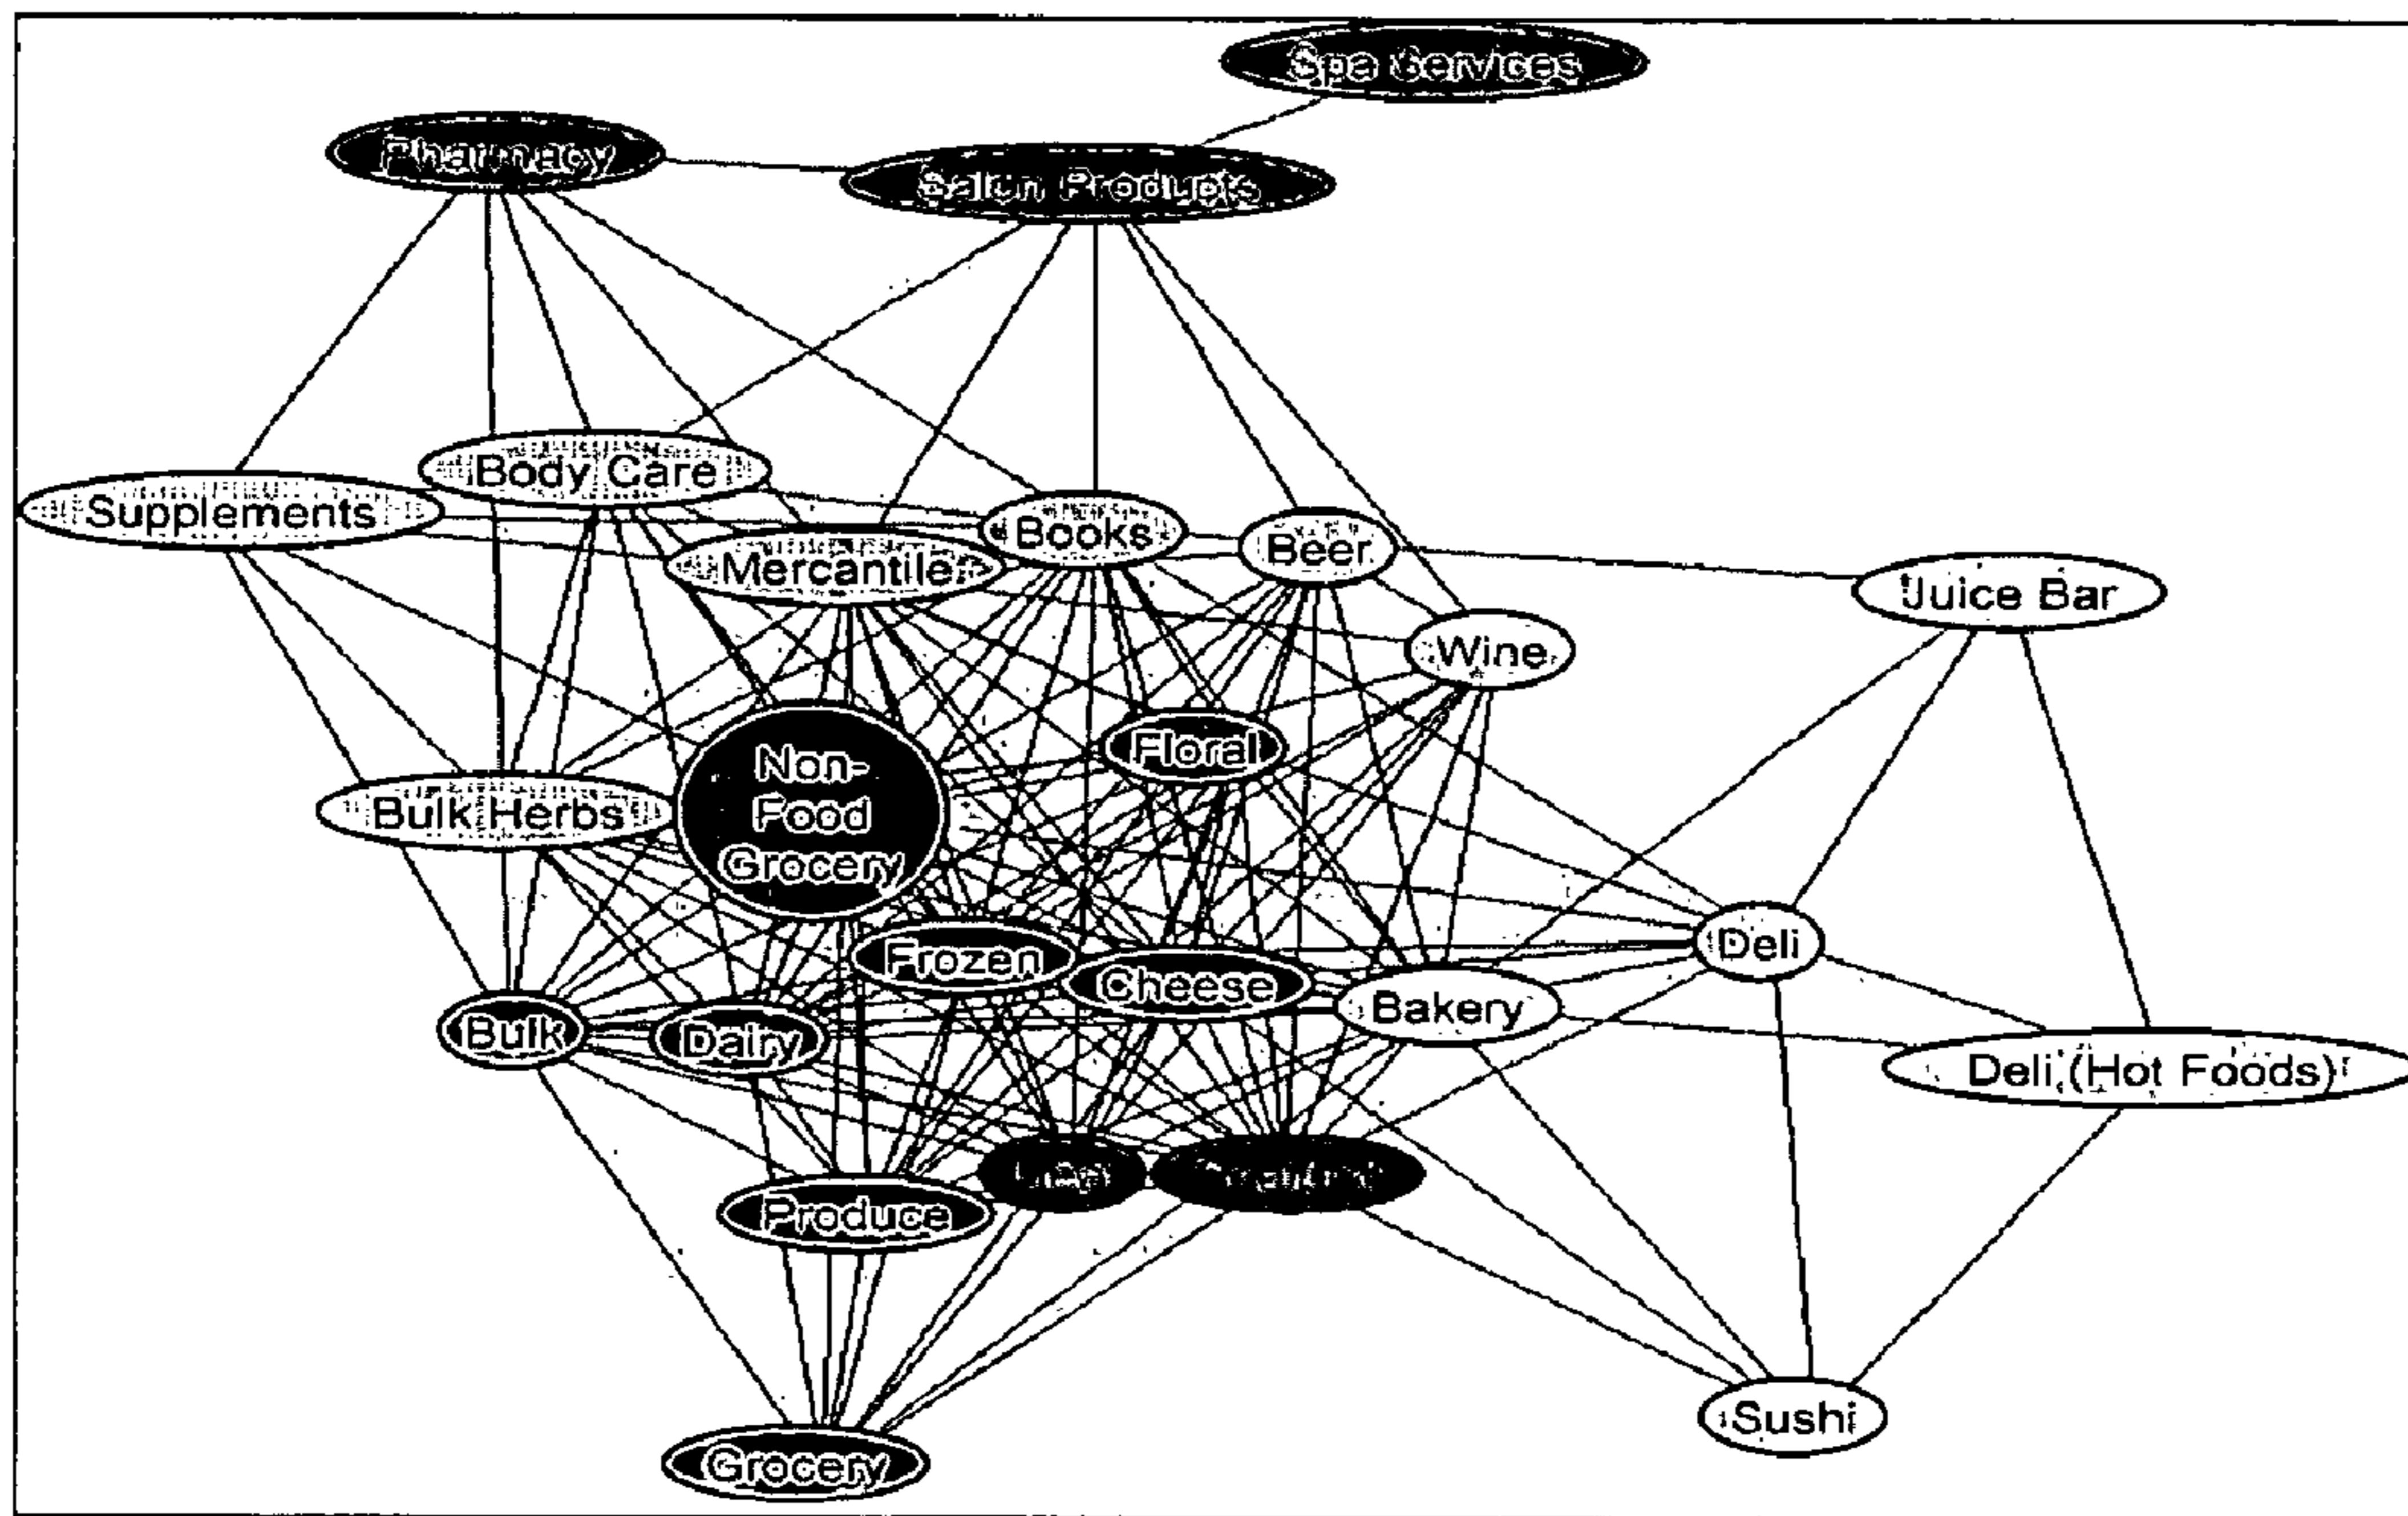 Spa Services
Pharmacy
Salon Products
Body Care
Supplements
Books
Beer
Mercantile
Juice Bar
Wine
Floral
Non-
Food
Grocery
Bulk Herbs
Deli
Frozen
Cheese
Bakery
Bulk
Dairy
Deli (Hot Foods)
Produce
Sushi
Grocery